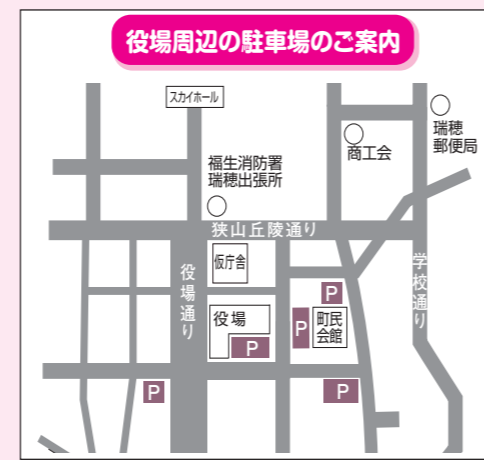 役場周辺の駐車場のご案内
スカイホール
瑞穂
郵便局
商工会
福生消防署
瑞穂出張所
狭山丘陵通り
仮庁舎
役場通り
学校通り
P
役場
P
町民
会館
P
P
P